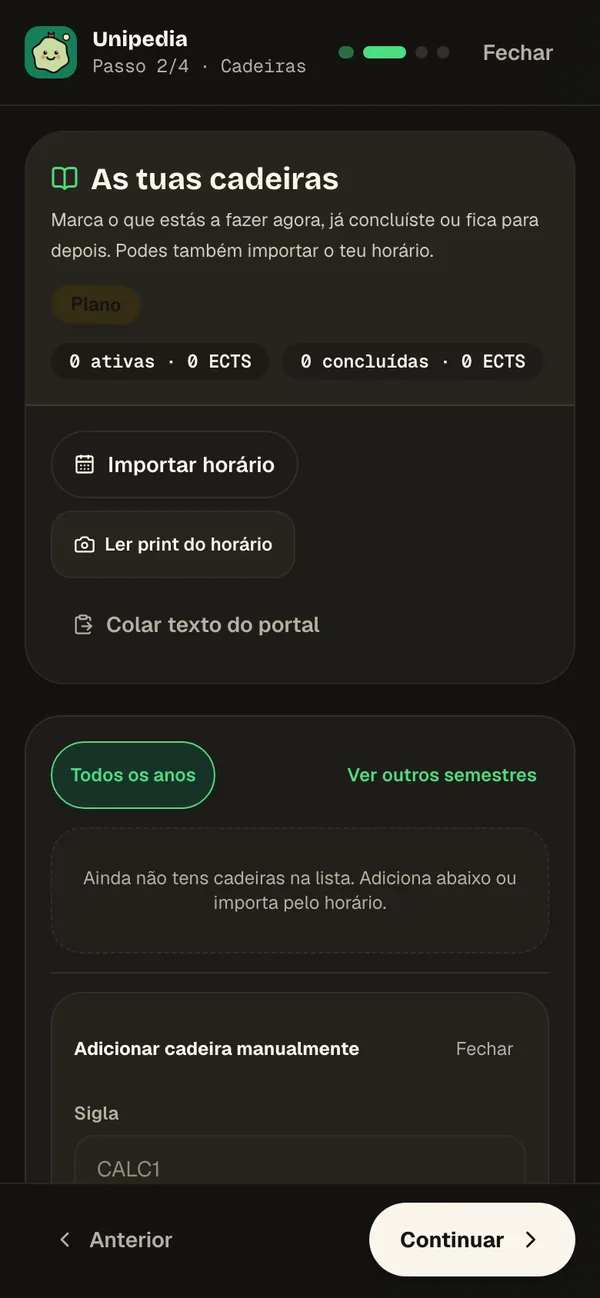 Unipedia
Passo 2/4 · Cadeiras
Fechar
As tuas cadeiras
Marca o que estás a fazer agora, já concluíste ou fica para
depois. Podes também importar o teu horário.
Plano
0 ativas · 0 ECTS
0 concluídas · 0 ECTS
Importar horário
Ler print do horário
Colar texto do portal
Todos os anos
Ver outros semestres
Ainda não tens cadeiras na lista. Adiciona abaixo ou
importa pelo horário.
Adicionar cadeira manualmente
Fechar
Sigla
CALC1
Anterior
Continuar